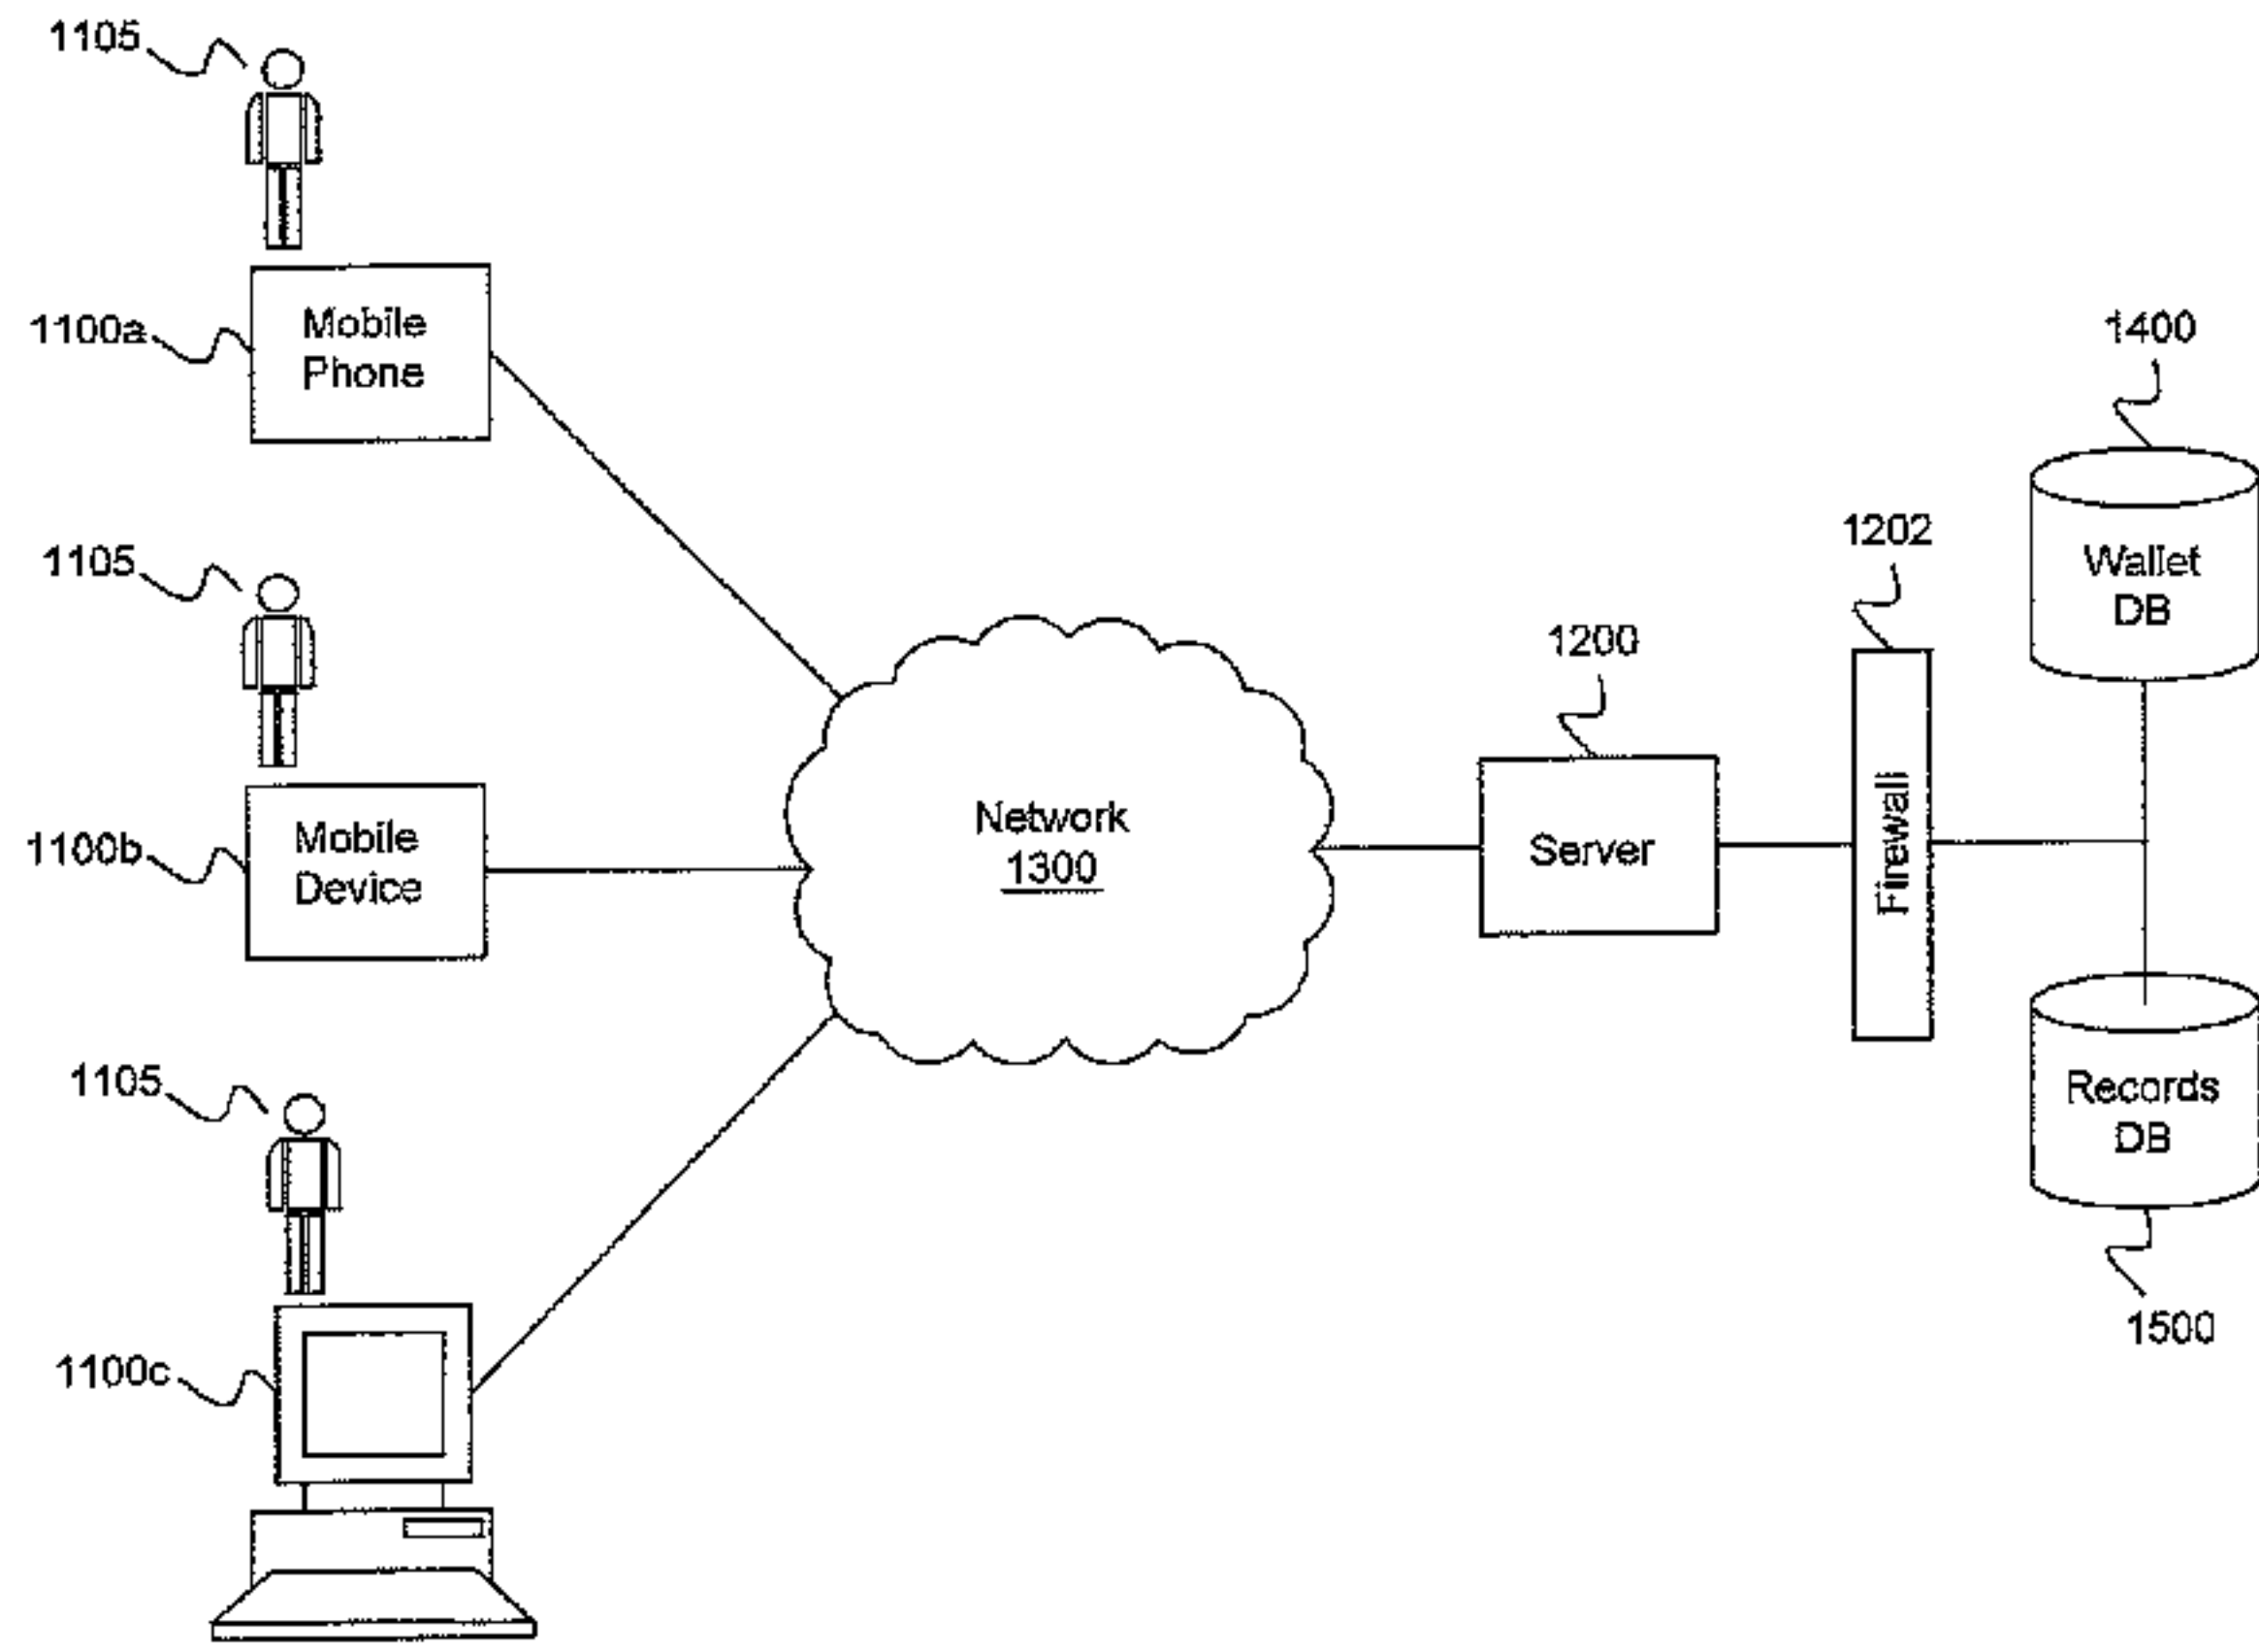 1105
1100a
Mobile
Phone
1105
1100b
Mobile
Device
1105
1100c
Network
1300
1200
Server
1202
Firewall
1400
Wallet
DB
Records
DB
1500